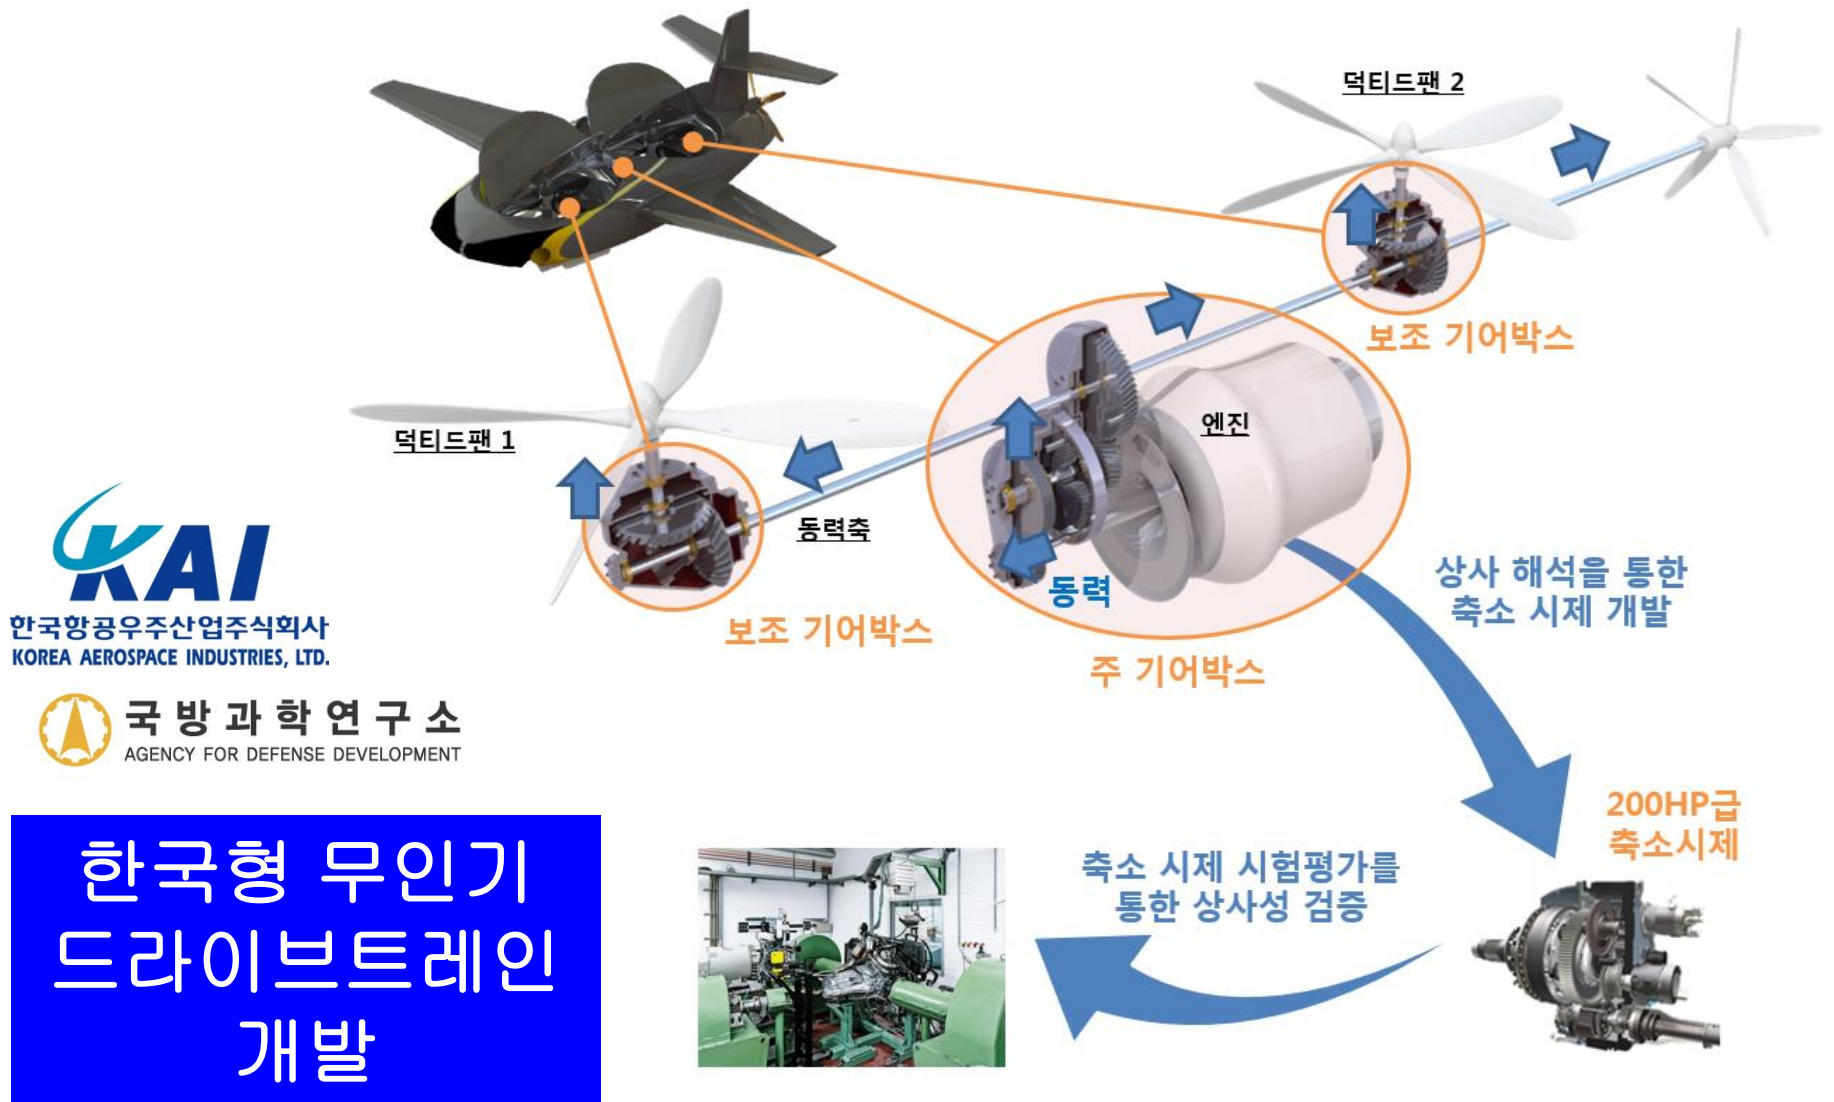 덕티드팬 2
보조 기어박스
엔진
덕티드팬 1
동력축
동력
보조 기어박스
주 기어박스
상사 해석을 통한
축소 시제 개발
KAI
한국항공우주산업주식회사
KOREA AEROSPACE INDUSTRIES, LTD.
국방과학연구소
AGENCY FOR DEFENSE DEVELOPMENT
200HP급
축소시제
축소 시제 시험평가를
통한 상사성 검증
한국형 무인기
드라이브트레인
개발